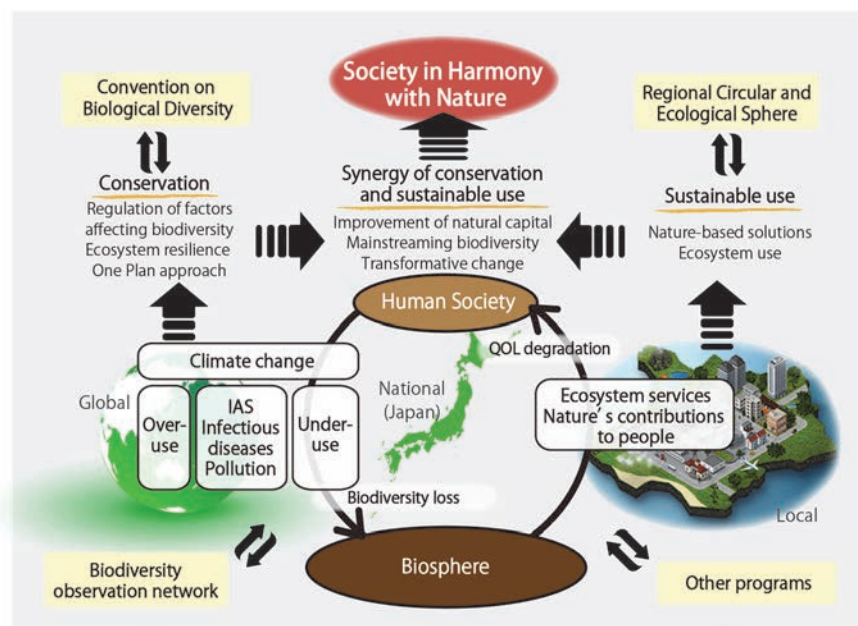 Society in Harmony
with Nature
Convention on
Biological Diversity
Regional Circular and
Ecological Sphere
Conservation
Regulation of factors
affecting biodiversity
Ecosystem resilience
One Plan approach
Synergy of conservation
and sustainable use
Improvement of natural capital
Mainstreaming biodiversity
Transformative change
Sustainable use
Nature-based solutions
Ecosystem use
Human Society
Climate change
Global
Over-
use
IAS
Infectious
diseases
Pollution
Under-
use
National
(Japan)
QOL degradation
Ecosystem services
Nature's contributions
to people
Biodiversity loss
Local
Biodiversity
observation network
Biosphere
Other programs